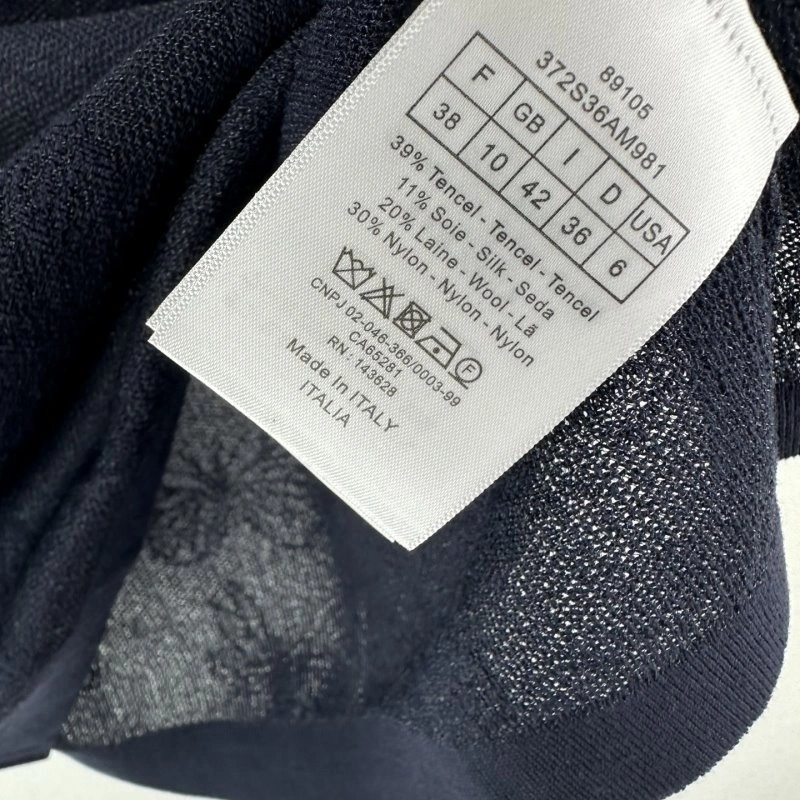 89105
372S36AM981
F GB I D USA
38 10 42 36 6
39% Tencel - Tencel - Tencel
11% Soie - Silk - Seda
20% Laine - Wool - Lã
30% Nylon - Nylon - Nylon
F
CNPJ 02-046-366/0003-99
CA65281
RN: 143628
Made In ITALY
ITALIA